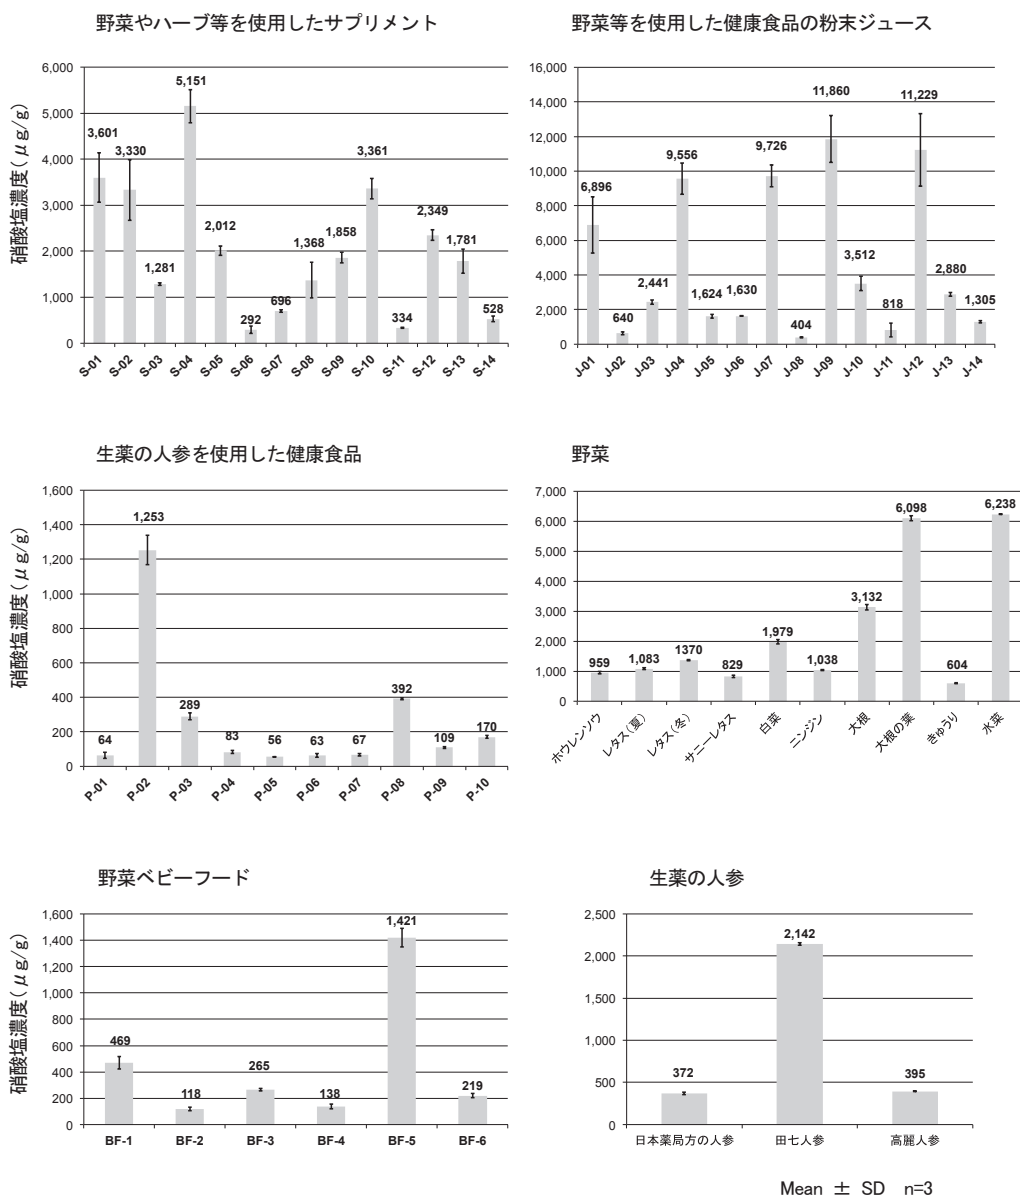 野菜やハーブ等を使用したサプリメント
硝酸塩濃度(μg/g)
6,000
5,000
4,000
3,000
2,000
1,000
0
3,601
3,330
1,281
5,151
2,012
292
696
1,368
1,858
3,361
334
2,349
1,781
528
S-01
S-02
S-03
S-04
S-05
S-06
S-07
S-08
S-09
S-10
S-11
S-12
S-13
S-14
野菜等を使用した健康食品の粉末ジュース
16,000
14,000
12,000
10,000
8,000
6,000
4,000
2,000
0
6,896
640
2,441
9,556
1,624
1,630
9,726
404
11,860
3,512
818
11,229
2,880
1,305
J-01
J-02
J-03
J-04
J-05
J-06
J-07
J-08
J-09
J-10
J-11
J-12
J-13
J-14
生薬の人参を使用した健康食品
硝酸塩濃度(μg/g)
1,600
1,400
1,200
1,000
800
600
400
200
0
64
1,253
289
83
56
63
67
392
109
170
P-01
P-02
P-03
P-04
P-05
P-06
P-07
P-08
P-09
P-10
野菜
7,000
6,000
5,000
4,000
3,000
2,000
1,000
0
959
1,083
1370
829
1,979
1,038
3,132
6,098
604
6,238
ホウレンソウ
レタス(夏)
レタス(冬)
サニーレタス
白菜
ニンジン
大根
大根の葉
きゅうり
水菜
野菜ベビーフード
硝酸塩濃度(μg/g)
1,600
1,400
1,200
1,000
800
600
400
200
0
469
118
265
138
1,421
219
BF-1
BF-2
BF-3
BF-4
BF-5
BF-6
生薬の人参
2,500
2,000
1,500
1,000
500
0
372
2,142
395
日本薬局方の人参
田七人参
高麗人参
Mean ± SD n=3